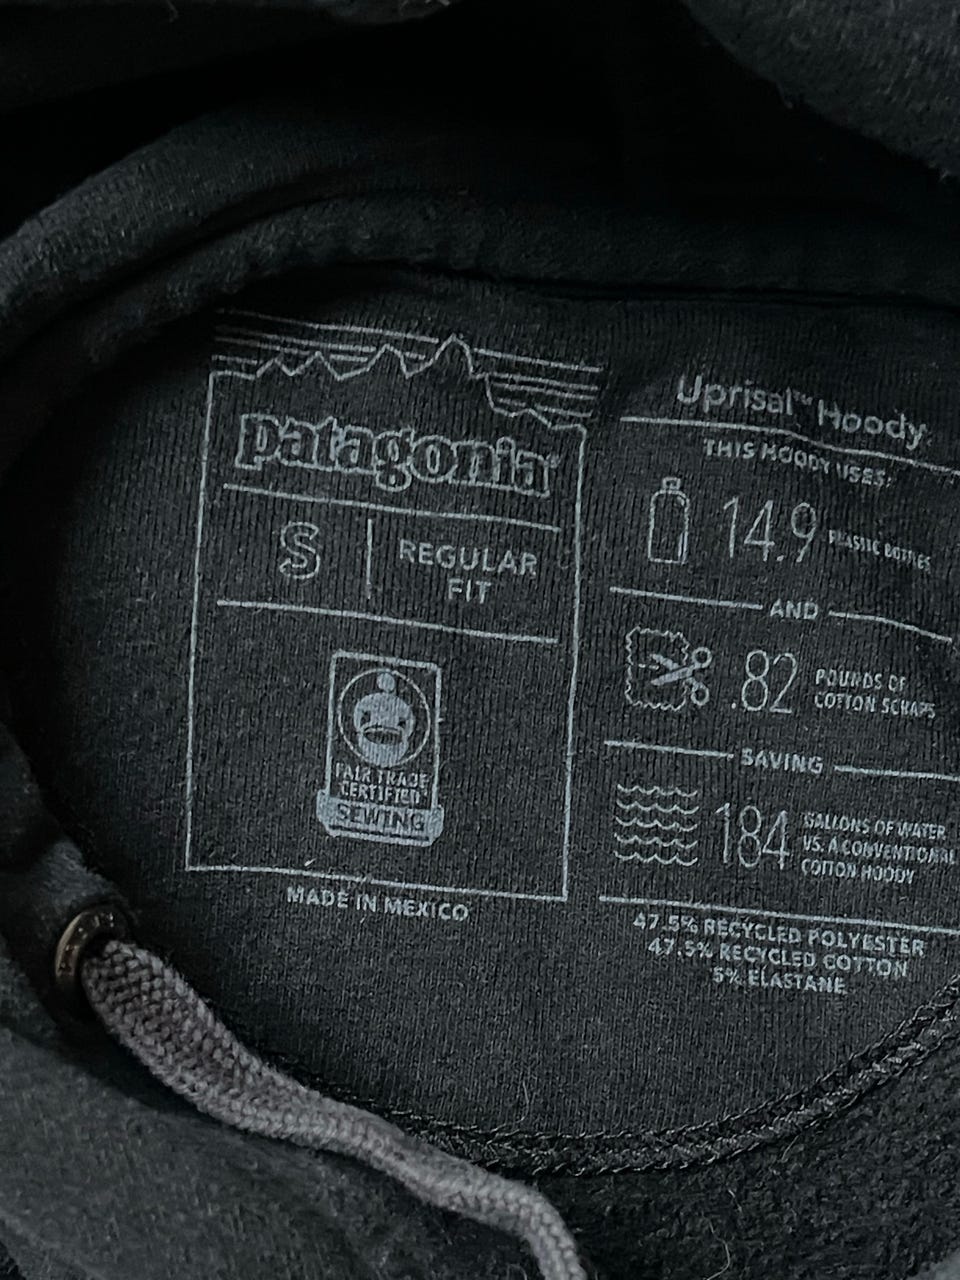 patagonia®
S
REGULAR
FIT
FAIR TRADE
CERTIFIED
SEWING
MADE IN MEXICO
Uprisal™ Hoody
THIS HOODY USES:
14.9 PLASTIC BOTTLES
AND
.82 POUNDS OF
COTTON SCRAPS
SAVING
184 GALLONS OF WATER
VS. A CONVENTIONAL
COTTON HOODY
47.5% RECYCLED POLYESTER
47.5% RECYCLED COTTON
5% ELASTANE